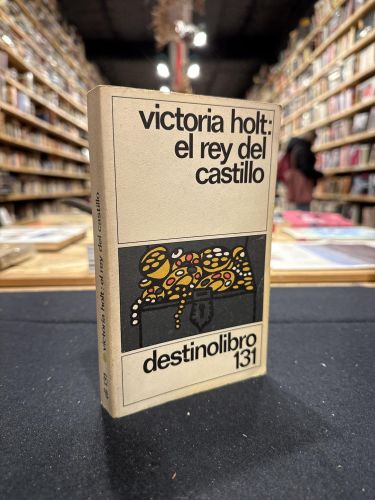 victoria holt:
el rey del
castillo
destinolibro
131
victoria holt: el rey del castillo